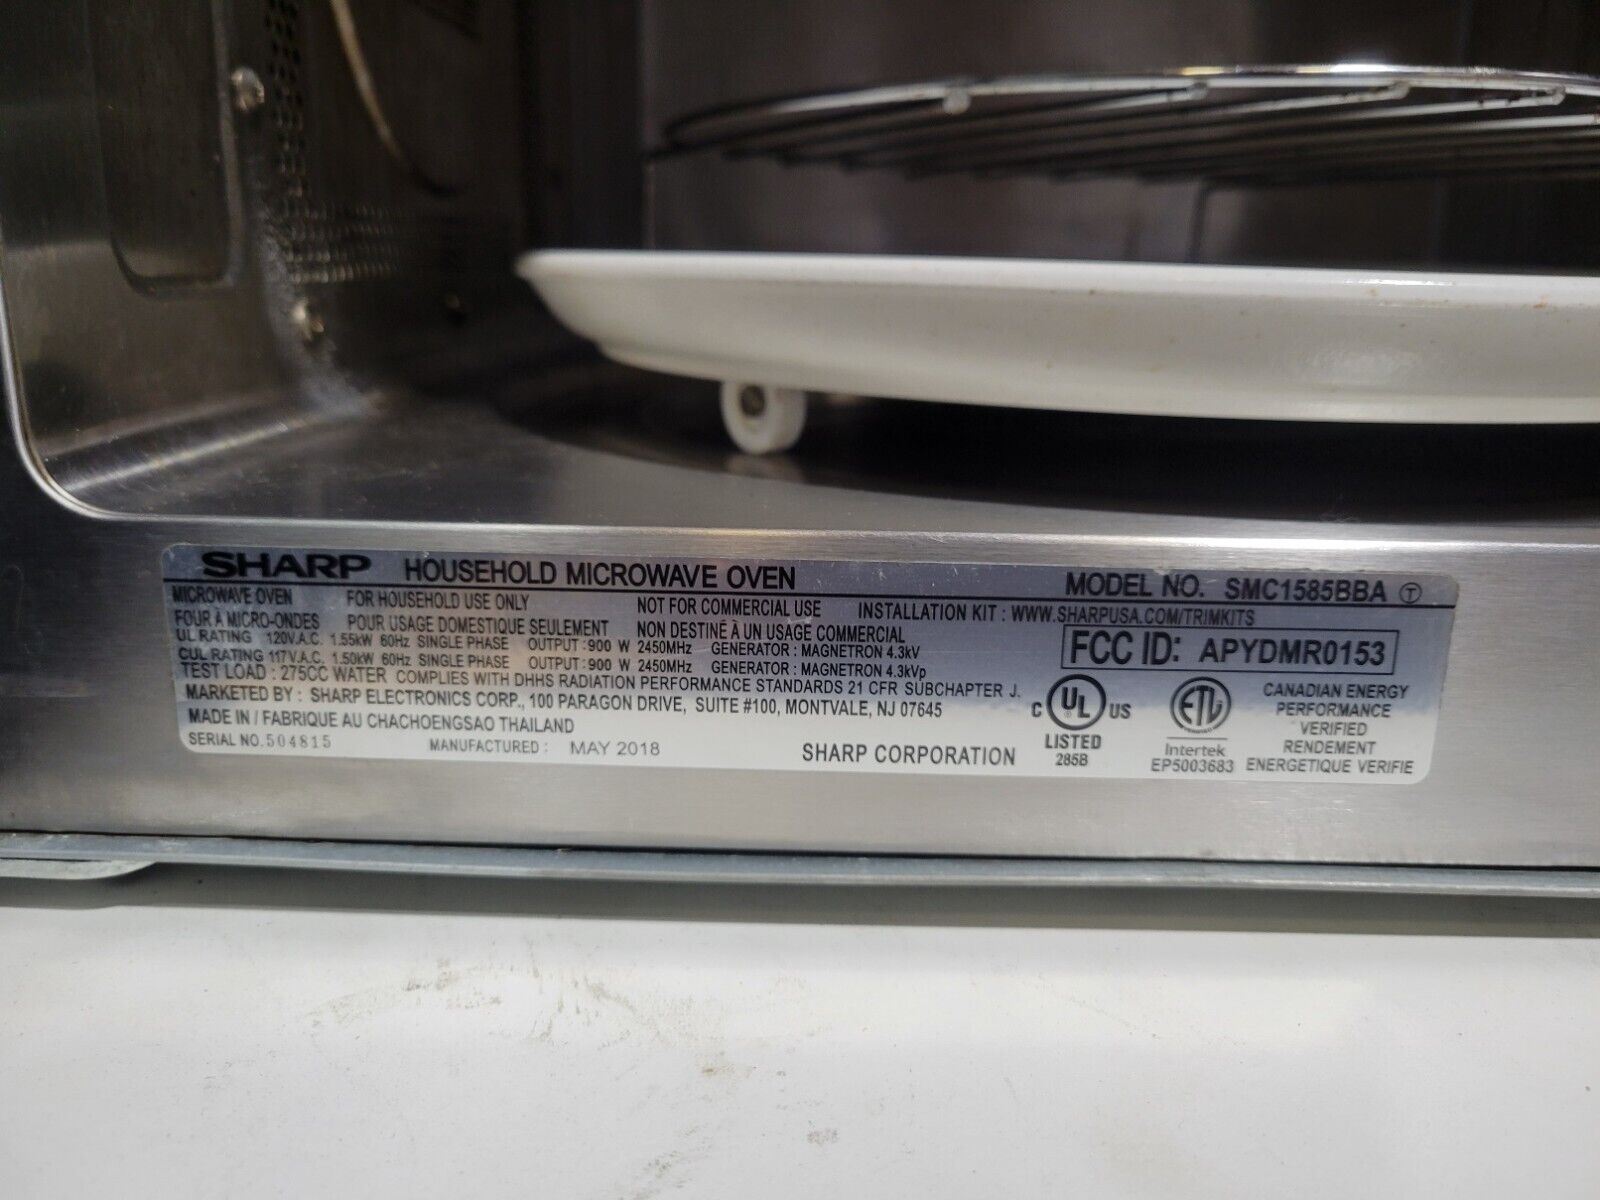 SHARP HOUSEHOLD MICROWAVE OVEN MODEL NO. SMC1585BBA T
MICROWAVE OVEN FOR HOUSEHOLD USE ONLY NOT FOR COMMERCIAL USE INSTALLATION KIT : WWW.SHARPUSA.COM/TRIMKITS
FOUR À MICRO-ONDES POUR USAGE DOMESTIQUE SEULEMENT NON DESTINÉ À UN USAGE COMMERCIAL
UL RATING 120V.A.C. 1.55kW 60Hz SINGLE PHASE OUTPUT : 900 W 2450MHz GENERATOR : MAGNETRON 4.3kV
CUL RATING 117V.A.C. 1.50kW 60Hz SINGLE PHASE OUTPUT : 900 W 2450MHz GENERATOR : MAGNETRON 4.3kVp
FCC ID: APYDMR0153
TEST LOAD : 275CC WATER COMPLIES WITH DHHS RADIATION PERFORMANCE STANDARDS 21 CFR SUBCHAPTER J.
MARKETED BY : SHARP ELECTRONICS CORP., 100 PARAGON DRIVE, SUITE #100, MONTVALE, NJ 07645
MADE IN / FABRIQUE AU CHACHOENGSAO THAILAND
SERIAL NO. 504815 MANUFACTURED : MAY 2018 SHARP CORPORATION
C UL US
LISTED
285B
ETL
Intertek
EP5003683
CANADIAN ENERGY
PERFORMANCE
VERIFIED
RENDEMENT
ENERGETIQUE VERIFIE